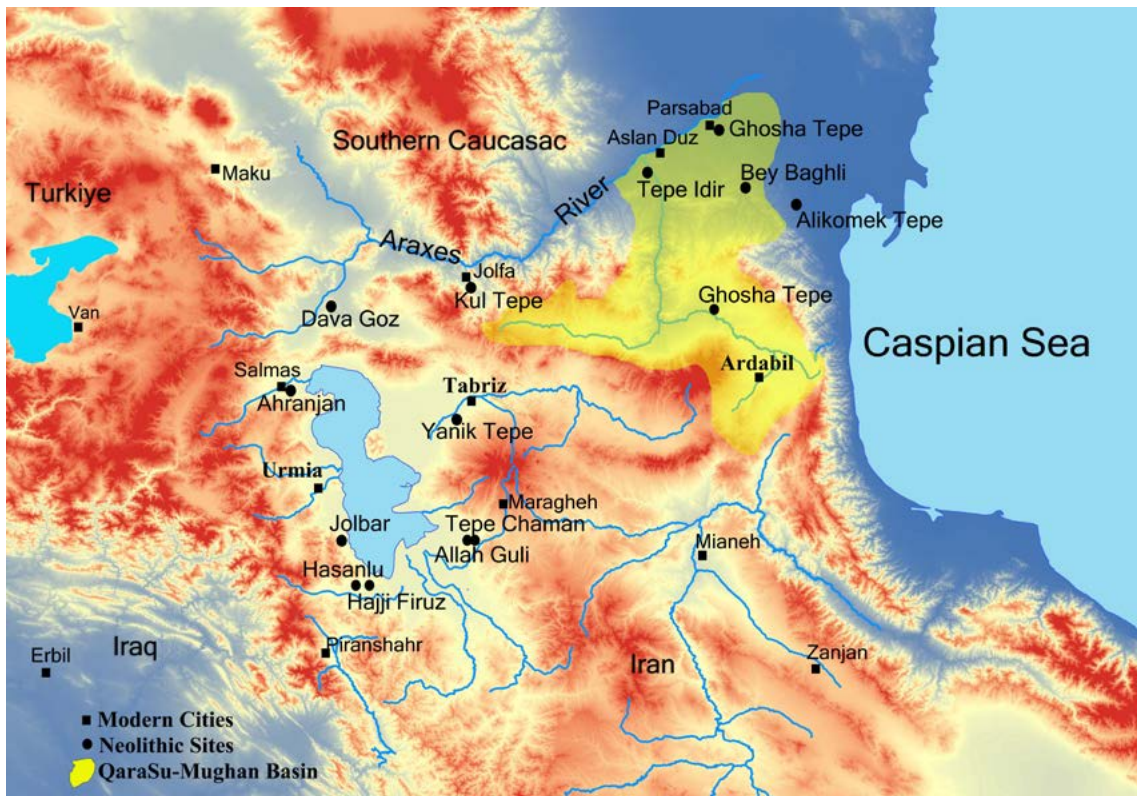 Parsabad
Ghosha Tepe
Southern Caucasac
Aslan Duz
Maku
Tepe Idir
Bey Baghli
Turkiye
River
Alikomek Tepe
Araxes
Jolfa
Kul Tepe
Ghosha Tepe
Dava Goz
Van
Caspian Sea
Salmas
Ardabil
Ahranjan
Tabriz
Yanik Tepe
Urmia
Maragheh
Jolbar
Tepe Chaman
Allah Guli
Mianeh
Hasanlu
Hajji Firuz
Iraq
Piranshahr
Erbil
Iran
Zanjan
Modern Cities
Neolithic Sites
QaraSu-Mughan Basin